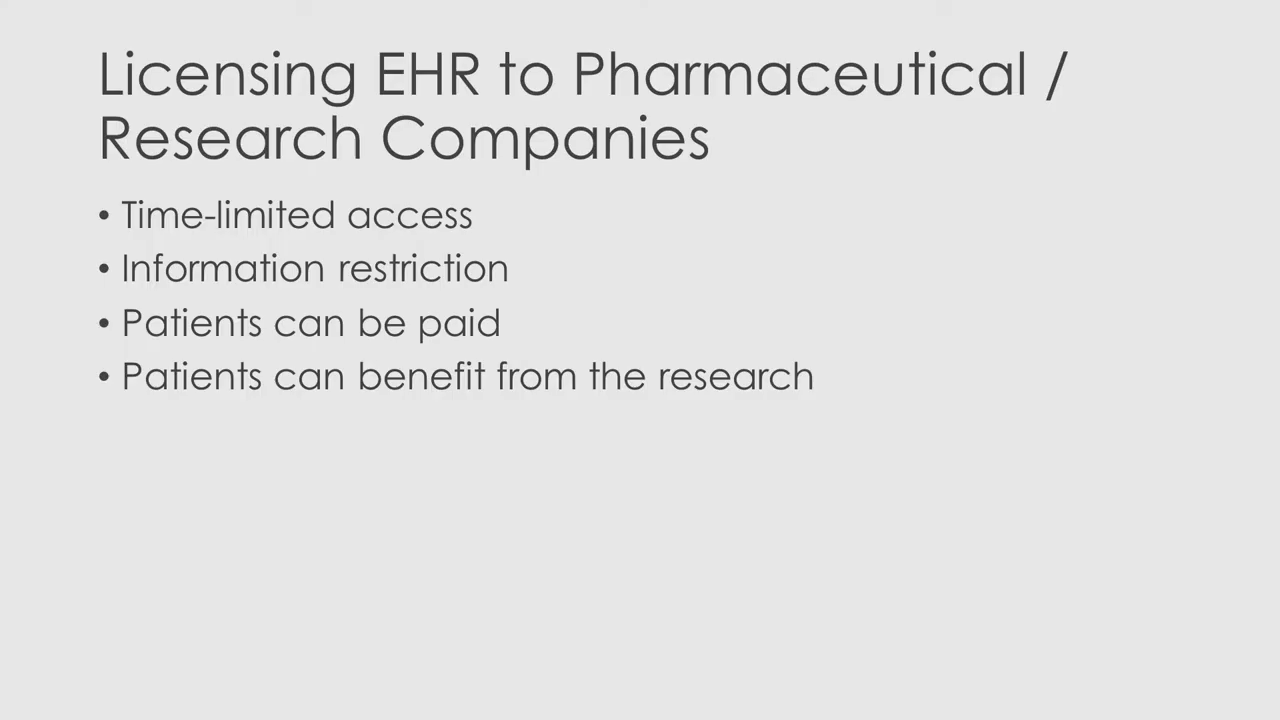 Licensing EHR to Pharmaceutical /
Research Companies
• Time-limited access
• Information restriction
• Patients can be paid
• Patients can benefit from the research